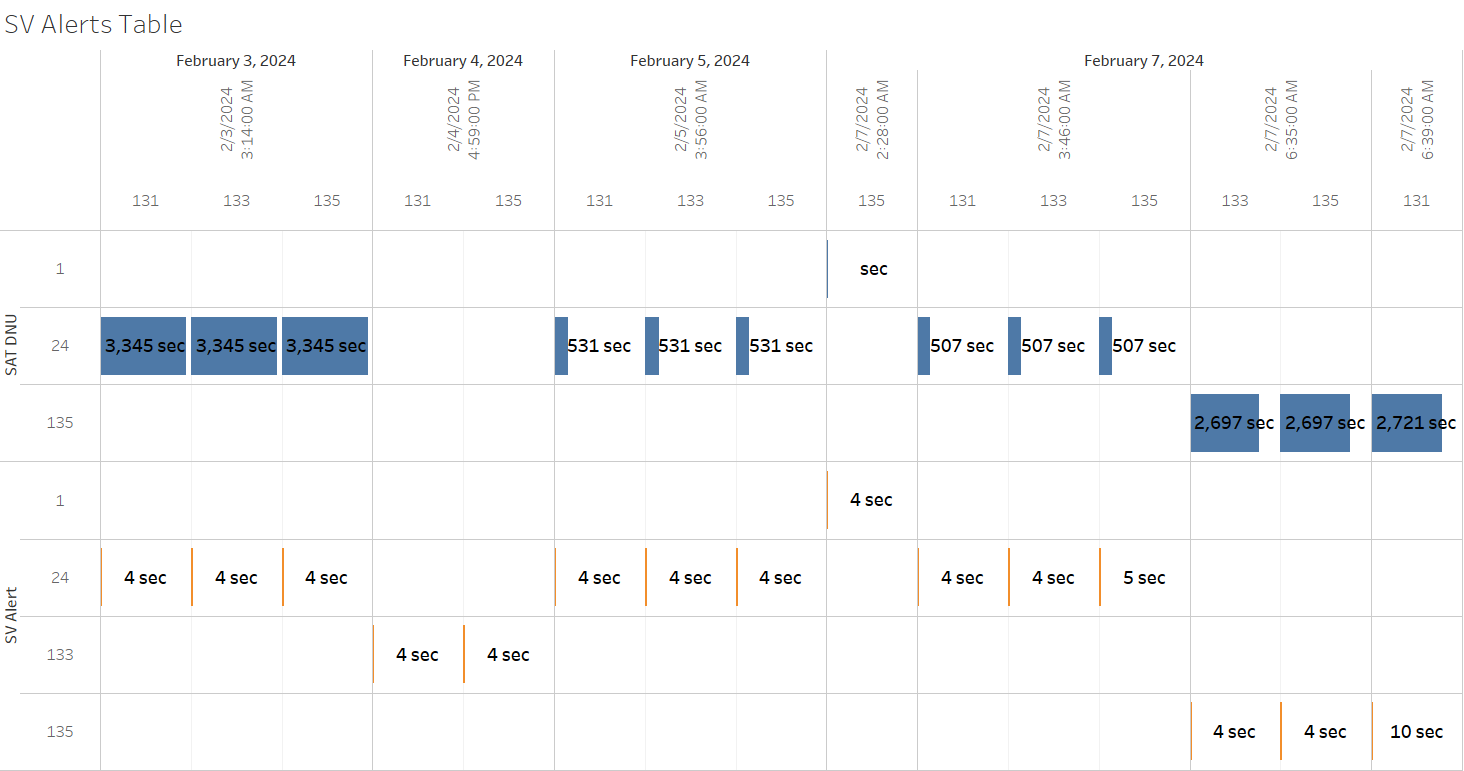 SV Alerts Table
February 3, 2024 February 4, 2024 February 5, 2024 February 7, 2024
2/3/2024 3:14:00 AM 2/4/2024 4:59:00 PM 2/5/2024 3:56:00 AM 2/7/2024 2:28:00 AM 2/7/2024 3:46:00 AM 2/7/2024 6:35:00 AM 2/7/2024 6:39:00 AM
131 133 135 131 135 131 133 135 135 131 133 135 133 135 131
SAT DNU
1 sec
24 3,345 sec 3,345 sec 3,345 sec 531 sec 531 sec 531 sec 507 sec 507 sec 507 sec
135 2,697 sec 2,697 sec 2,721 sec
SV Alert
1 4 sec
24 4 sec 4 sec 4 sec 4 sec 4 sec 4 sec 4 sec 4 sec 5 sec
133 4 sec 4 sec
135 4 sec 4 sec 10 sec